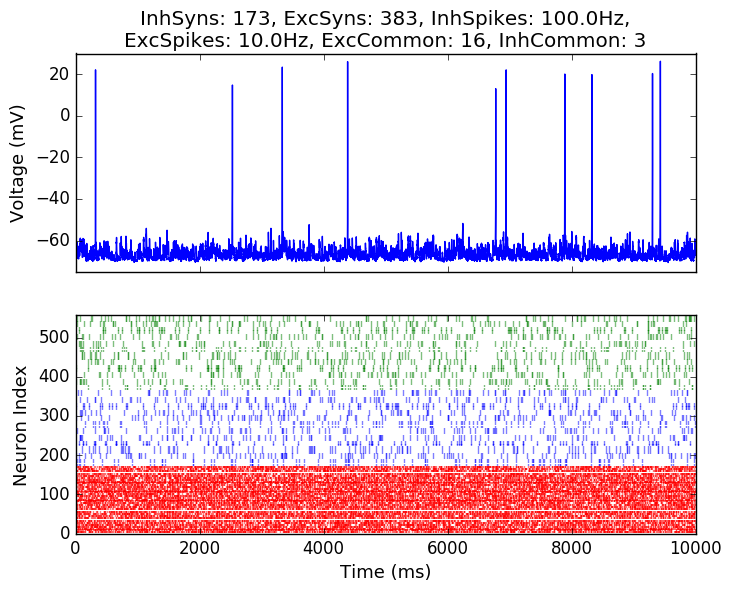 InhSyns: 173, ExcSyns: 383, InhSpikes: 100.0Hz,
ExcSpikes: 10.0Hz, ExcCommon: 16, InhCommon: 3
Voltage (mV)
20
0
−20
−40
−60
Neuron Index
500
400
300
200
100
0
0 2000 4000 6000 8000 10000
Time (ms)